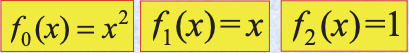 f₀(x) = x² f₁(x) = x f₂(x) = 1